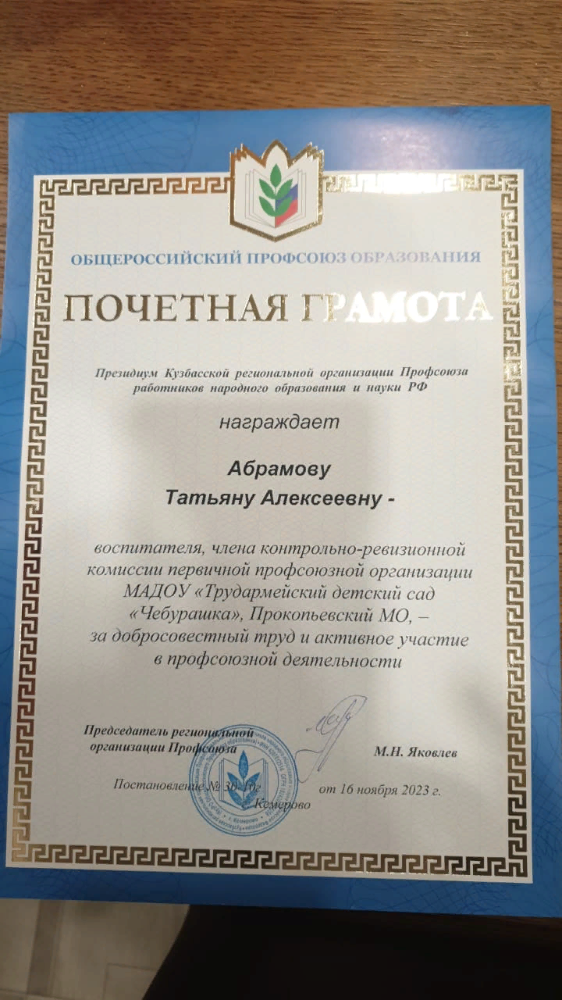 ОБЩЕРОССИЙСКИЙ ПРОФСОЮЗ ОБРАЗОВАНИЯ
ПОЧЕТНАЯ ГРАМОТА
Президиум Кузбасской региональной организации Профсоюза
работников народного образования и науки РФ
награждает
Абрамову
Татьяну Алексеевну -
воспитателя, члена контрольно-ревизионной
комиссии первичной профсоюзной организации
МАДОУ «Трудармейский детский сад
«Чебурашка», Прокопьевский МО, –
за добросовестный труд и активное участие
в профсоюзной деятельности
Председатель региональной
организации Профсоюза
М.Н. Яковлев
Постановление № 30-10г
от 16 ноября 2023 г.
г. Кемерово
г. Кемерово